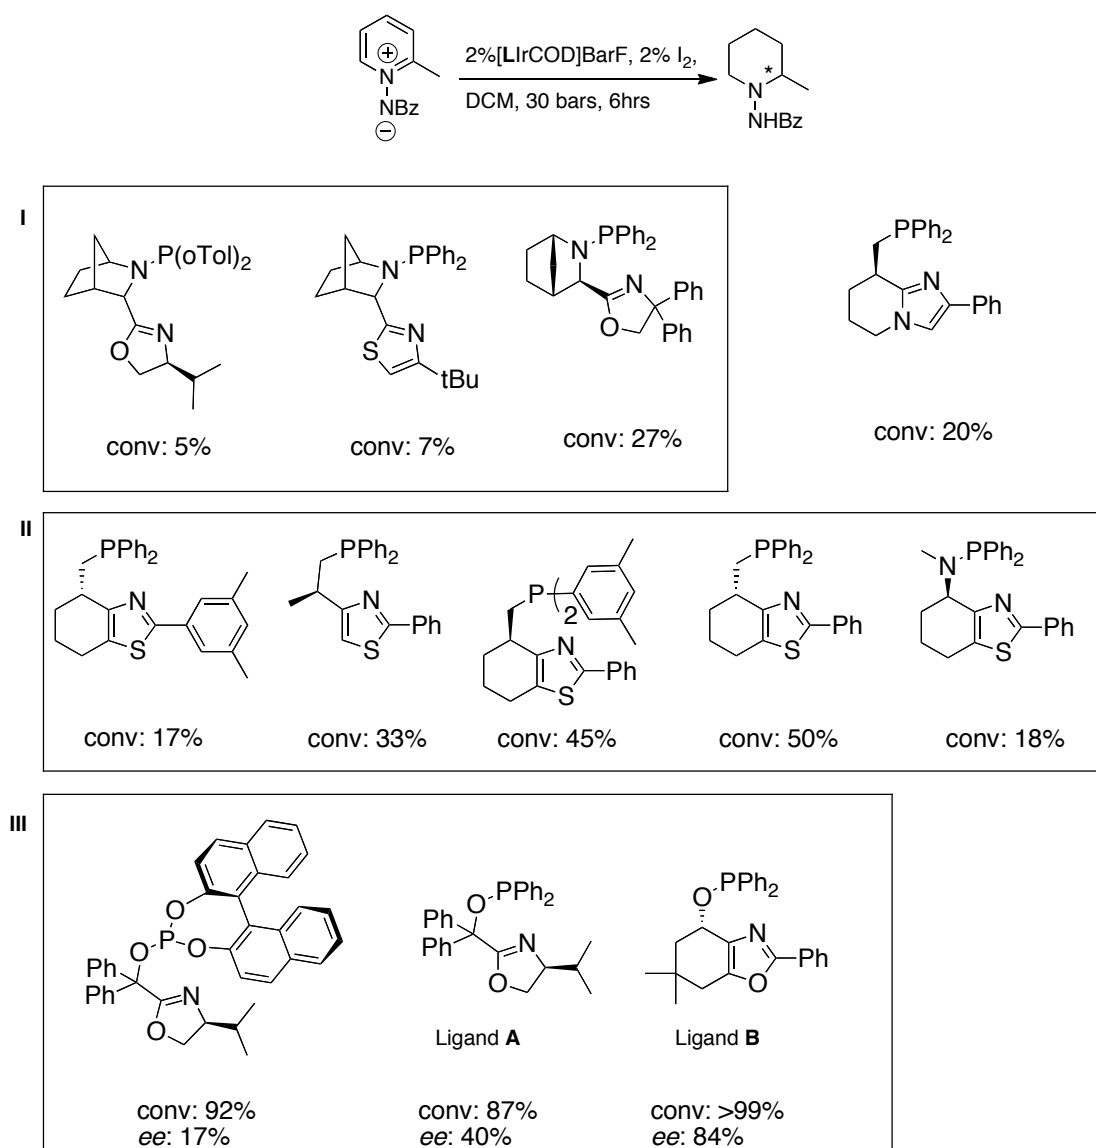 2%[LIrCOD]BarF, 2% I₂,
DCM, 30 bars, 6hrs
+
N
NBz
−
*
N
NHBz
I
N P(oTol)₂
O N
conv: 5%
N PPh₂
S N
tBu
conv: 7%
N PPh₂
N Ph
O Ph
conv: 27%
PPh₂
N
N Ph
conv: 20%
II
PPh₂
N
S
conv: 17%
PPh₂
N
Ph
S
conv: 33%
P( )2
N
Ph
S
conv: 45%
PPh₂
N
Ph
S
conv: 50%
N PPh₂
N
Ph
S
conv: 18%
III
O
P
O O
Ph
Ph N
O
conv: 92%
ee: 17%
O PPh₂
Ph
Ph N
O
Ligand A
conv: 87%
ee: 40%
O PPh₂
N
Ph
O
Ligand B
conv: >99%
ee: 84%